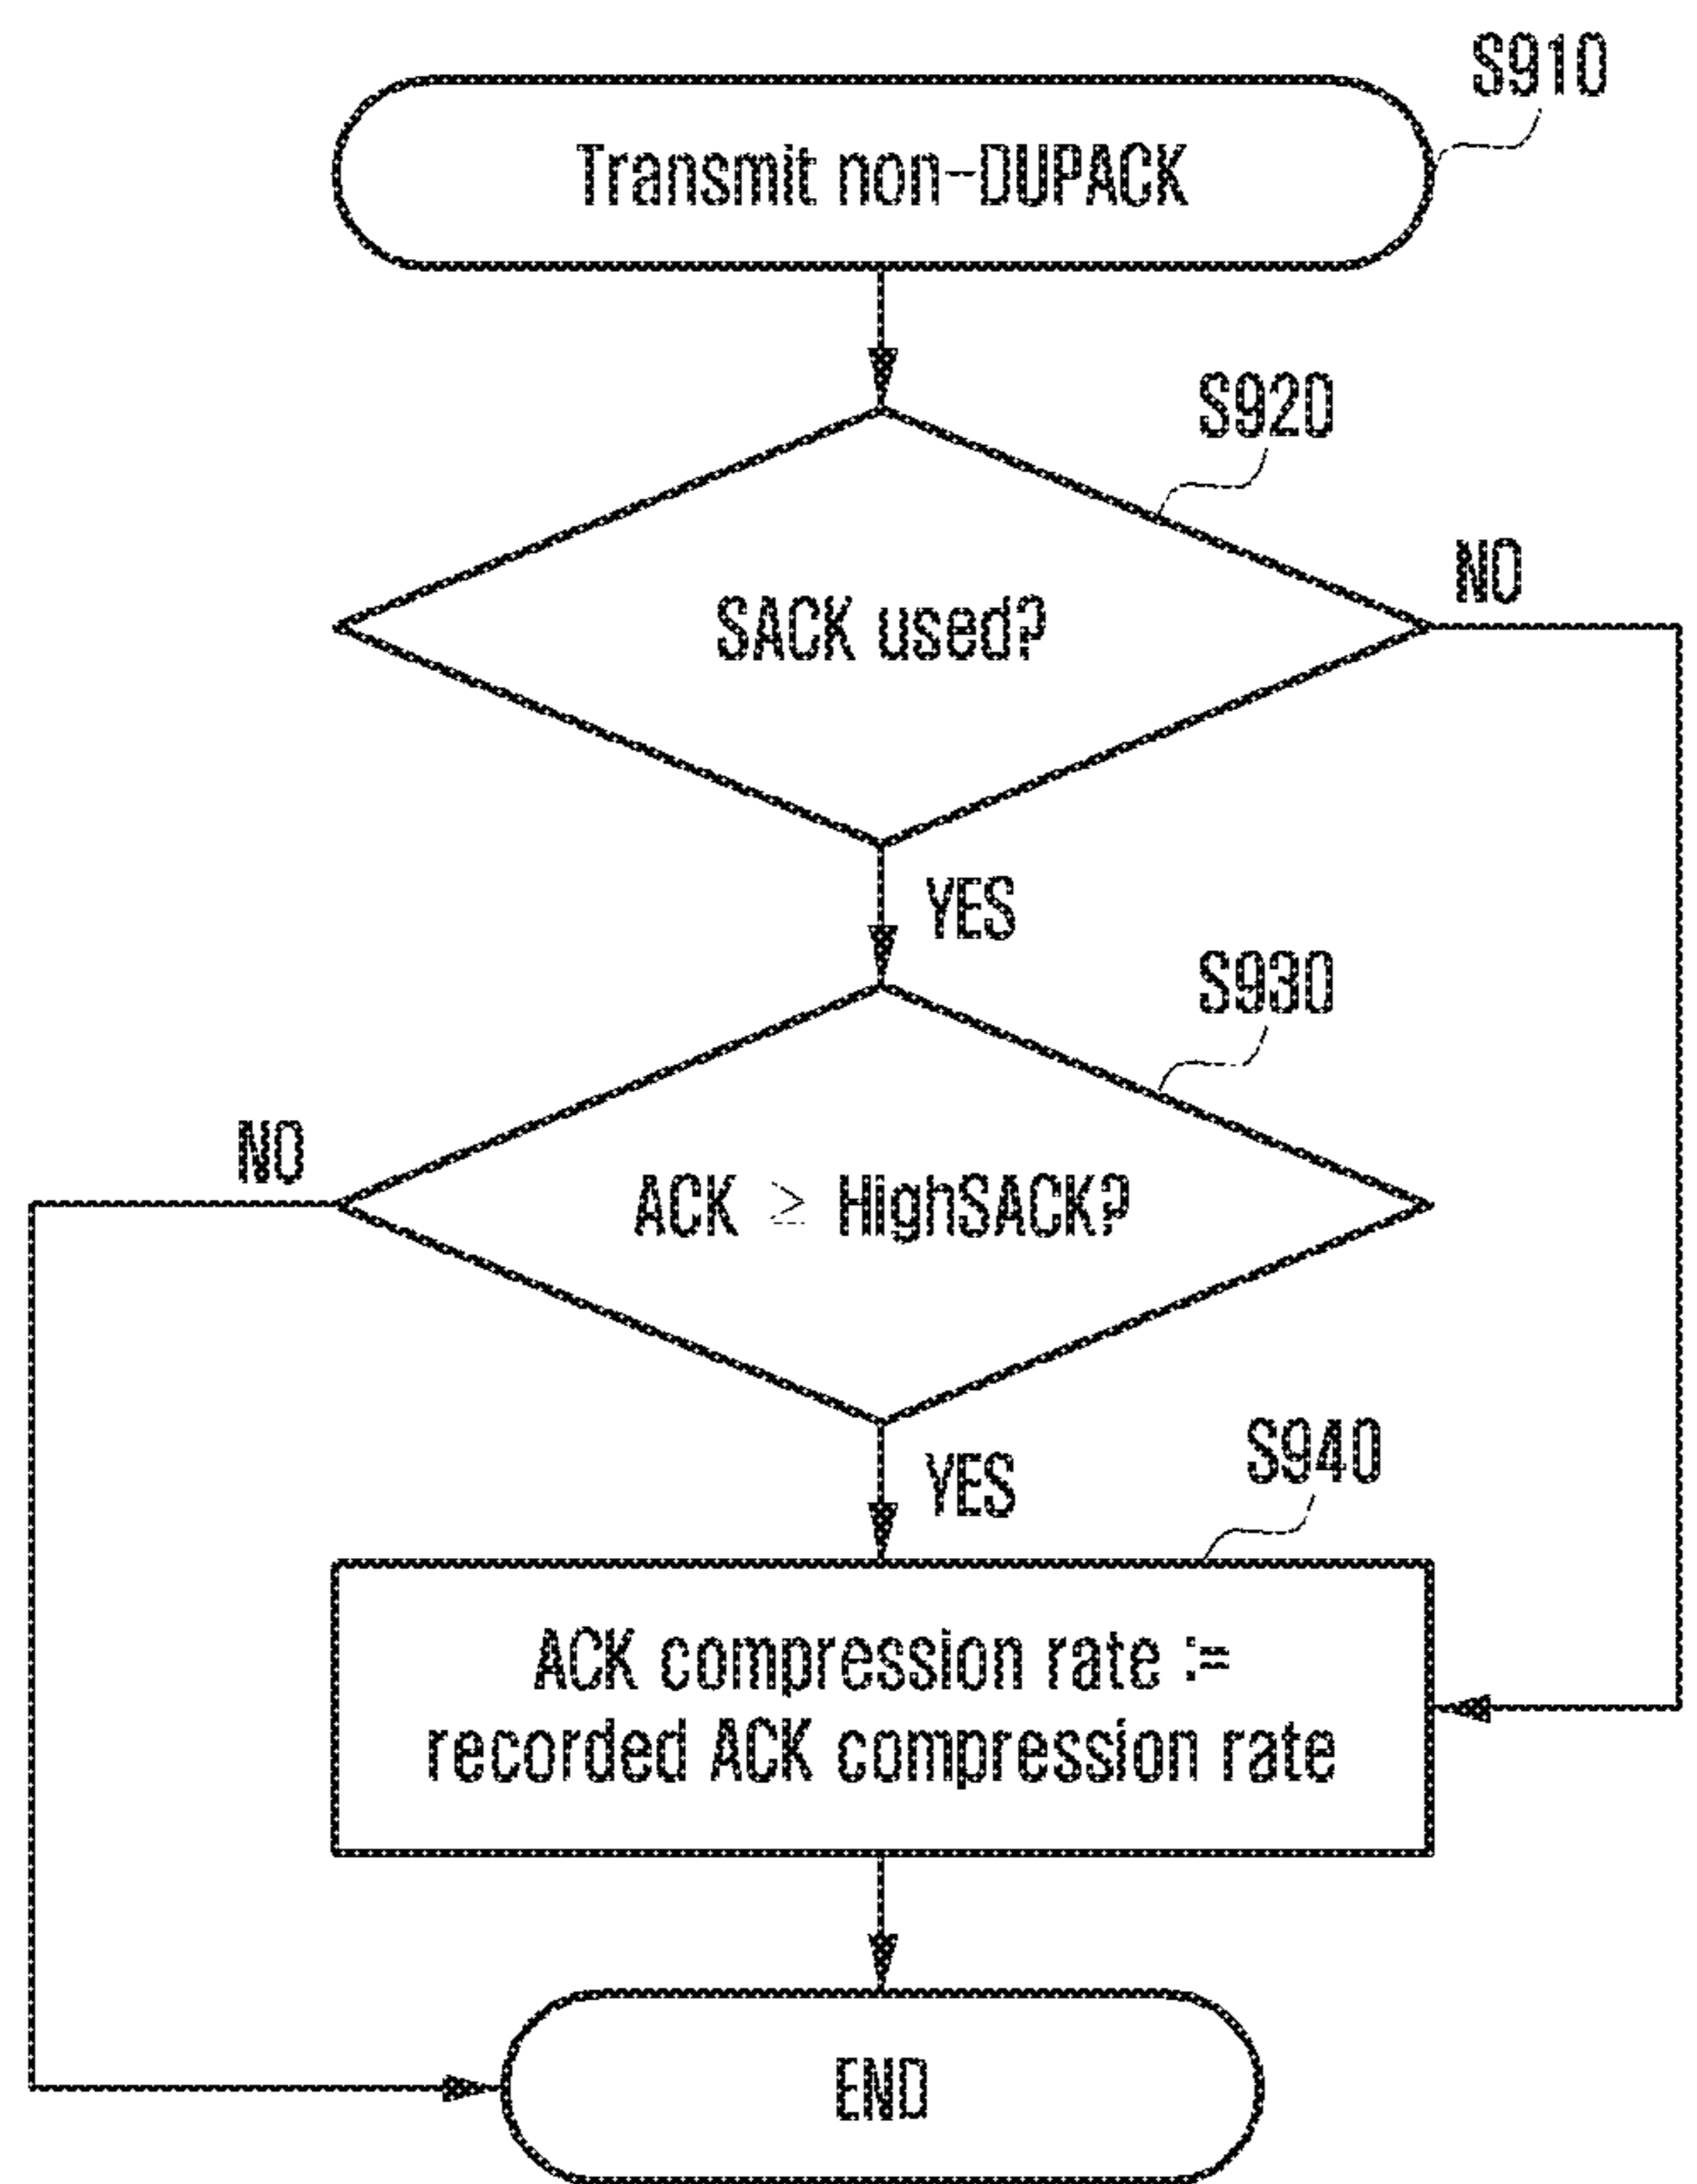 S910
Transmit non-DUPACK
S920
NO
SACK used?
YES
S930
NO
ACK ≥ HighSACK?
YES
S940
ACK compression rate :=
recorded ACK compression rate
END